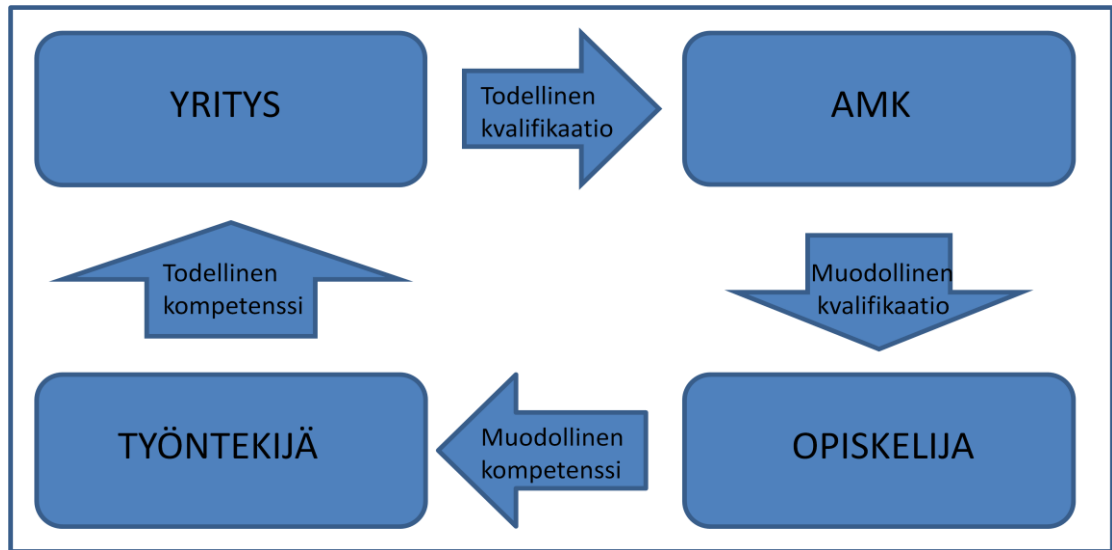 YRITYS
Todellinen
kvalifikaatio
AMK
Todellinen
kompetenssi
Muodollinen
kvalifikaatio
TYÖNTEKIJÄ
Muodollinen
kompetenssi
OPISKELIJA